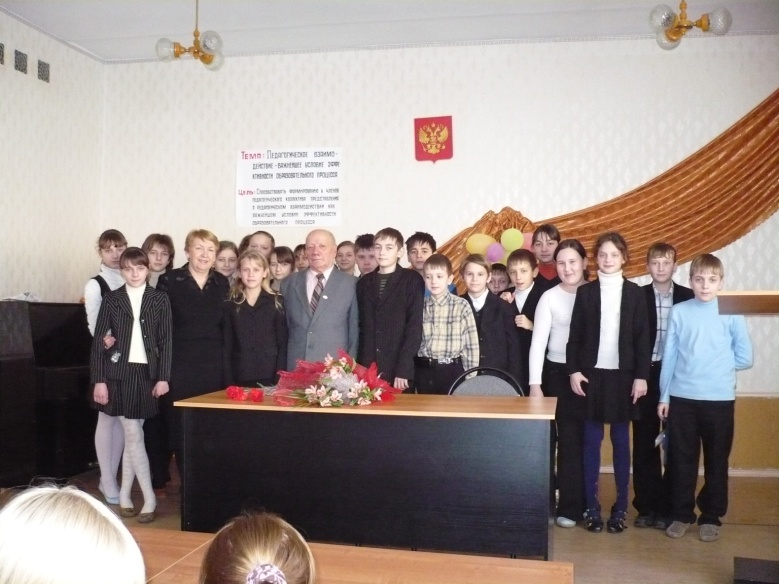 Тема: Педагогическое взаимо-
действие - важнейшее условие эффе
ктивности образовательного процесса
Цель: Способствовать формированию у членов
педагогического коллектива представления
о педагогическом взаимодействии как
важнейшем условии эффективности
образовательного процесса